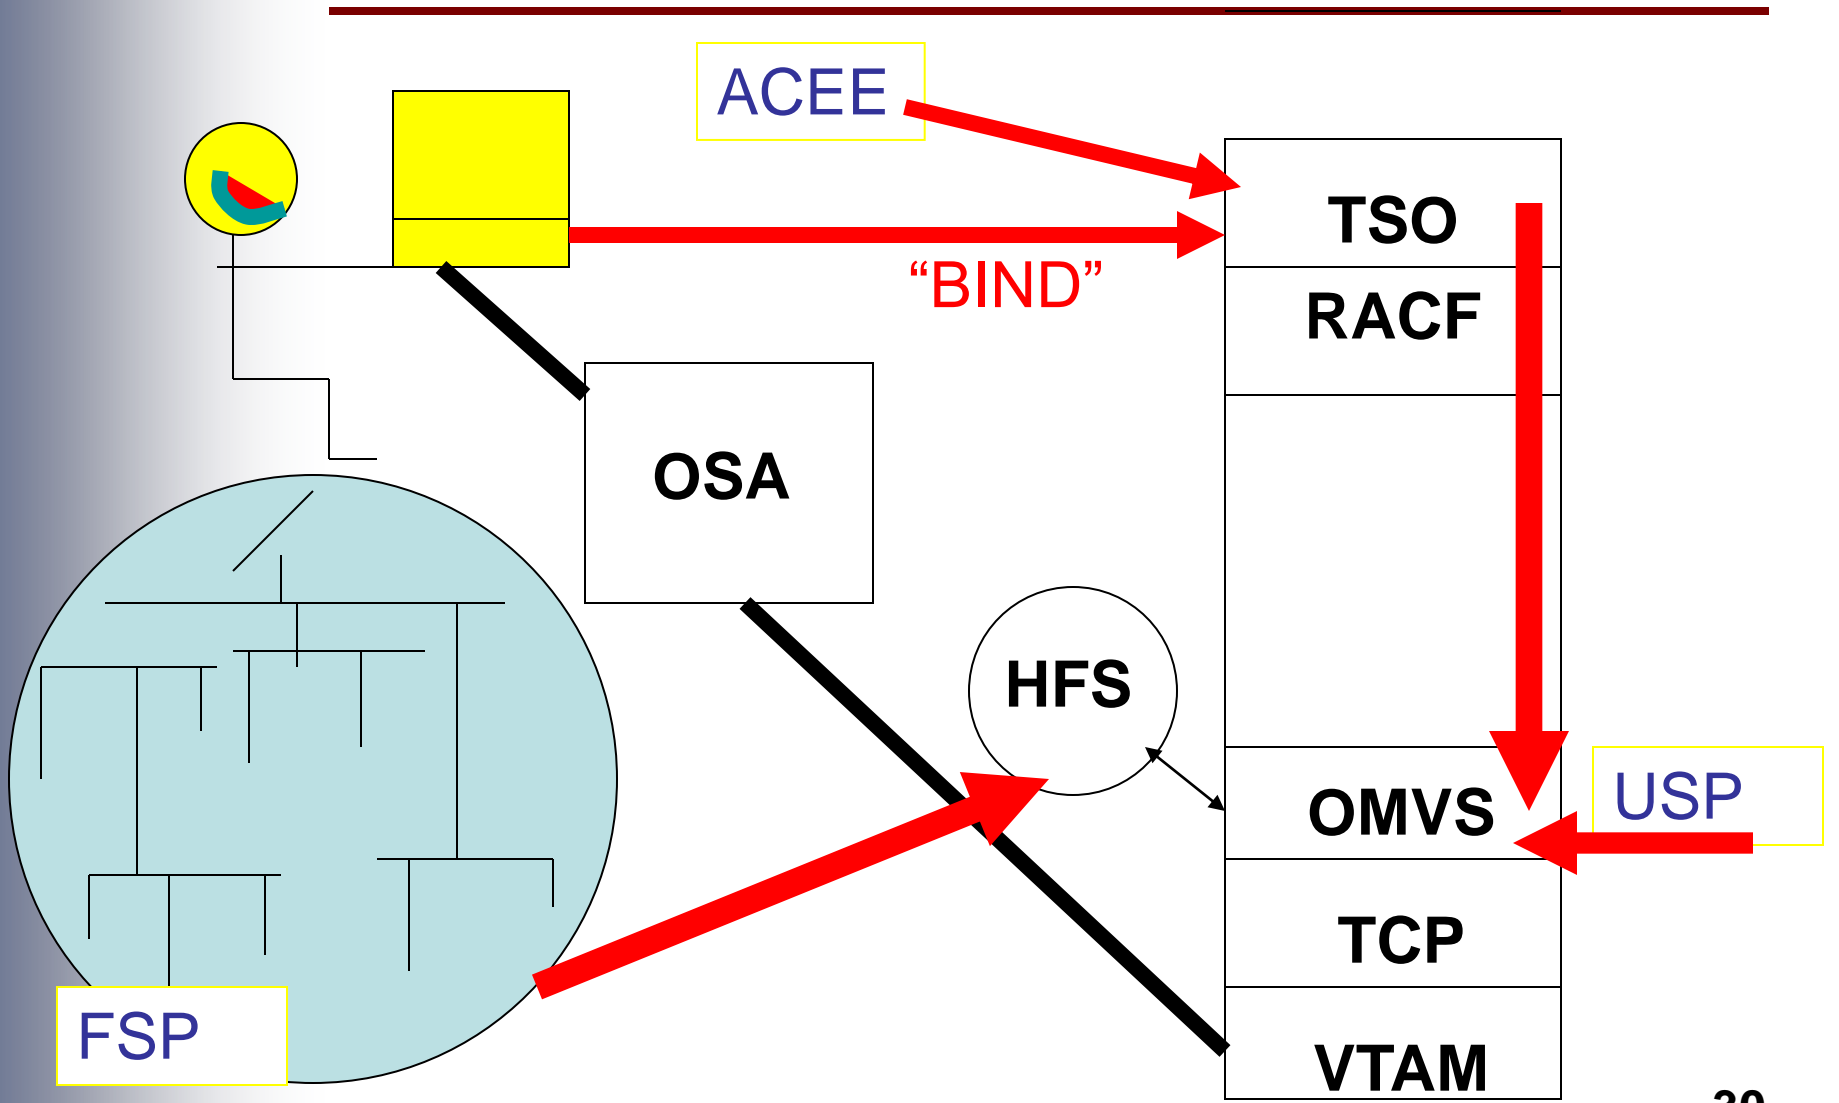 ACEE
TSO
“BIND”
RACF
OSA
HFS
USP
OMVS
TCP
FSP
VTAM